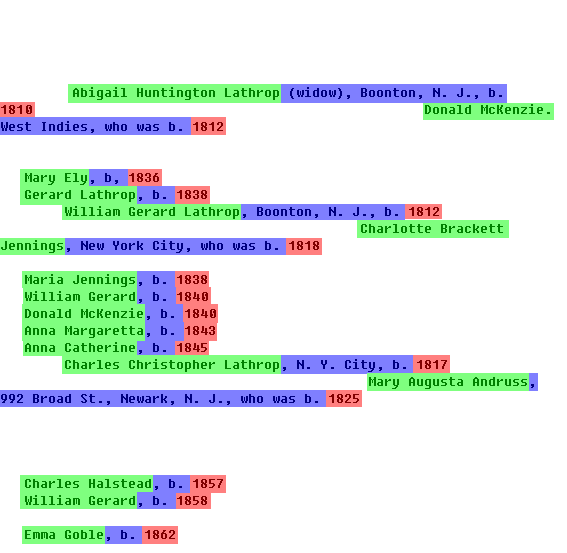 Abigail Huntington Lathrop (widow), Boonton, N. J., b.
1810 Donald McKenzie.
West Indies, who was b. 1812
Mary Ely, b, 1836
Gerard Lathrop, b. 1838
William Gerard Lathrop, Boonton, N. J., b. 1812
Charlotte Brackett
Jennings, New York City, who was b. 1818
Maria Jennings, b. 1838
William Gerard, b. 1840
Donald McKenzie, b. 1840
Anna Margaretta, b. 1843
Anna Catherine, b. 1845
Charles Christopher Lathrop, N. Y. City, b. 1817
Mary Augusta Andruss,
992 Broad St., Newark, N. J., who was b. 1825
Charles Halstead, b. 1857
William Gerard, b. 1858
Emma Goble, b. 1862